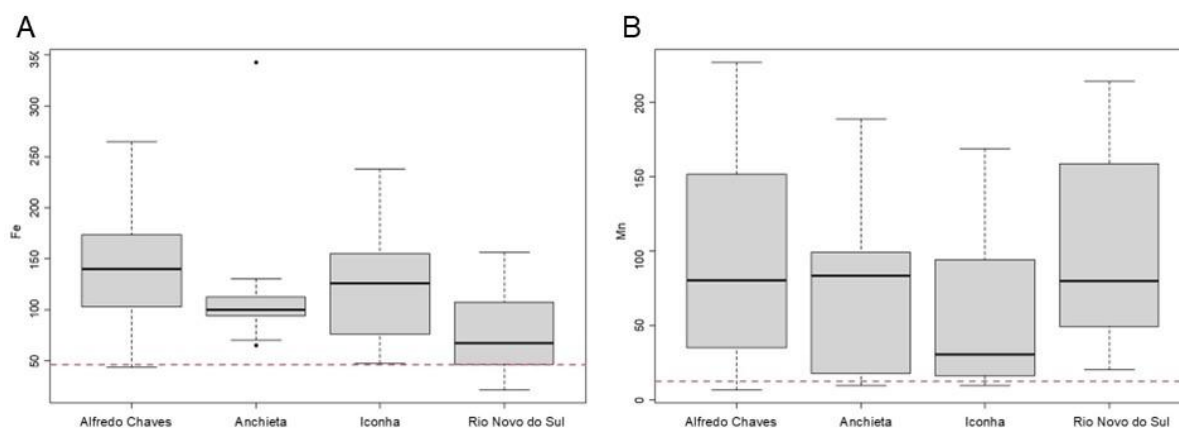 A
B
350
300
250
200
150
100
50
Fe
Alfredo Chaves
Anchieta
Iconha
Rio Novo do Sul
200
150
100
50
0
Mn
Alfredo Chaves
Anchieta
Iconha
Rio Novo do Sul